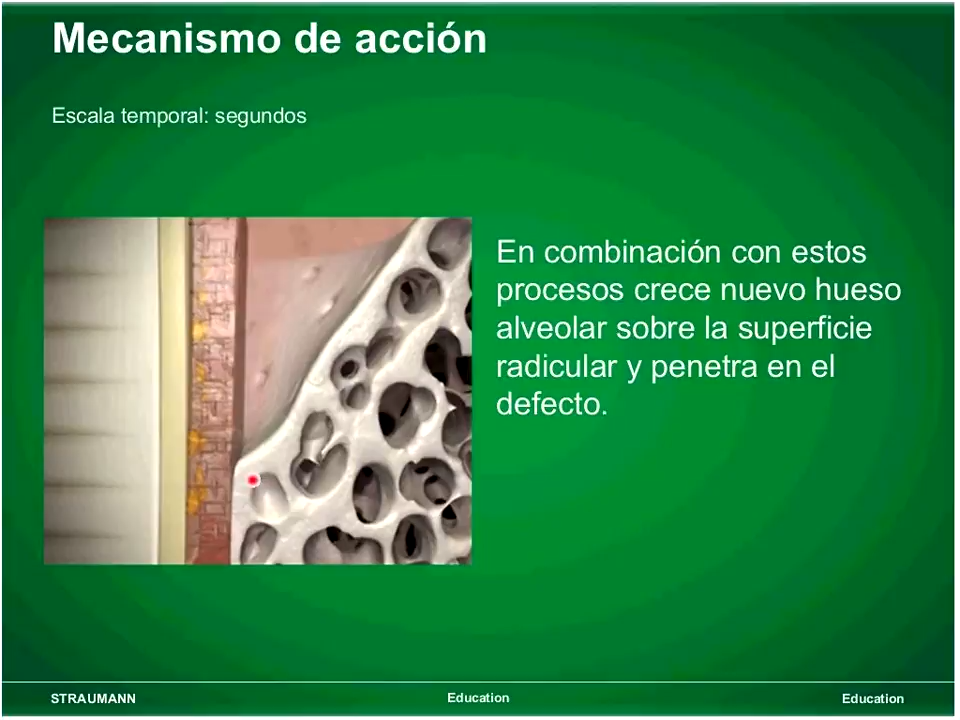 Mecanismo de acción
Escala temporal: segundos
En combinación con estos
procesos crece nuevo hueso
alveolar sobre la superficie
radicular y penetra en el
defecto.
STRAUMANN
Education
Education